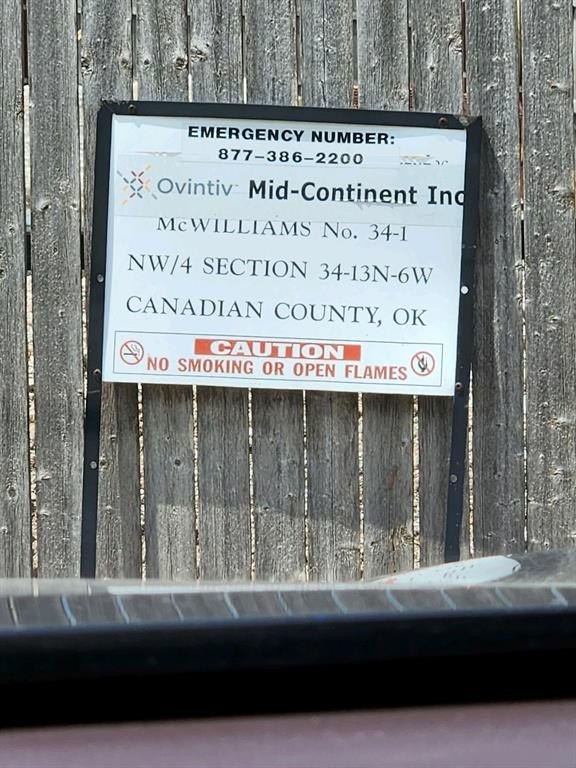 EMERGENCY NUMBER:
877-386-2200
Ovintiv Mid-Continent Inc
McWILLIAMS No. 34-1
NW/4 SECTION 34-13N-6W
CANADIAN COUNTY, OK
CAUTION
NO SMOKING OR OPEN FLAMES